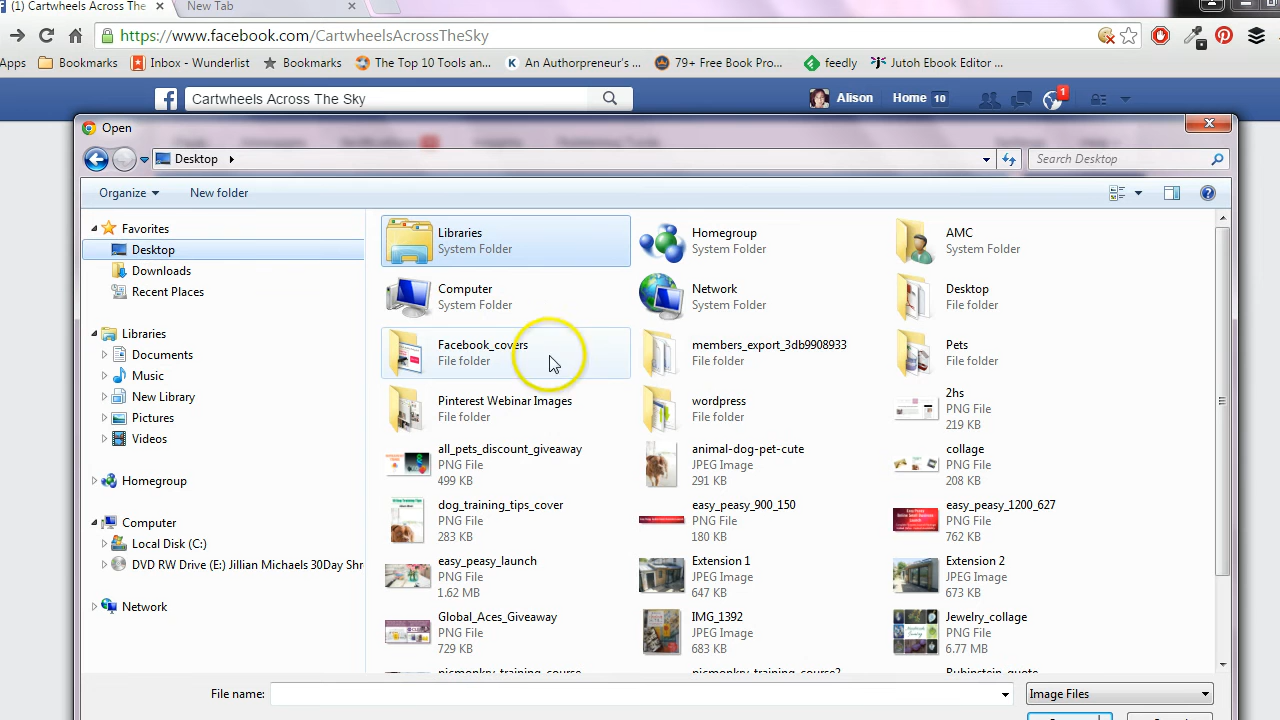 (1) Cartwheels Across The S
New Tab
https://www.facebook.com/CartwheelsAcrossTheSky
Apps
Bookmarks
Inbox - Wunderlist
Bookmarks
The Top 10 Tools an...
An Authorpreneur's ...
79+ Free Book Pro...
feedly
Jutoh Ebook Editor ...
Cartwheels Across The Sky
Alison
Home 10
1
Open
Desktop
Search Desktop
Organize
New folder
Favorites
Desktop
Downloads
Recent Places
Libraries
Documents
Music
New Library
Pictures
Videos
Homegroup
Computer
Local Disk (C:)
DVD RW Drive (E:) Jillian Michaels 30Day Shr
Network
Libraries
System Folder
Homegroup
System Folder
AMC
System Folder
Computer
System Folder
Network
System Folder
Desktop
File folder
Facebook_covers
File folder
members_export_3db9908933
File folder
Pets
File folder
Pinterest Webinar Images
File folder
wordpress
File folder
2hs
PNG File
219 KB
all_pets_discount_giveaway
PNG File
499 KB
animal-dog-pet-cute
JPEG Image
291 KB
collage
PNG File
208 KB
dog_training_tips_cover
PNG File
283 KB
easy_peasy_900_150
PNG File
180 KB
easy_peasy_1200_627
PNG File
762 KB
easy_peasy_launch
PNG File
1.62 MB
Extension 1
JPEG Image
647 KB
Extension 2
JPEG Image
673 KB
Global_Aces_Giveaway
PNG File
729 KB
IMG_1392
JPEG Image
683 KB
Jewelry_collage
PNG File
6.77 MB
picmonkey_training_course
picmonkey_training_course2
Rubinstein_quote
File name:
Image Files